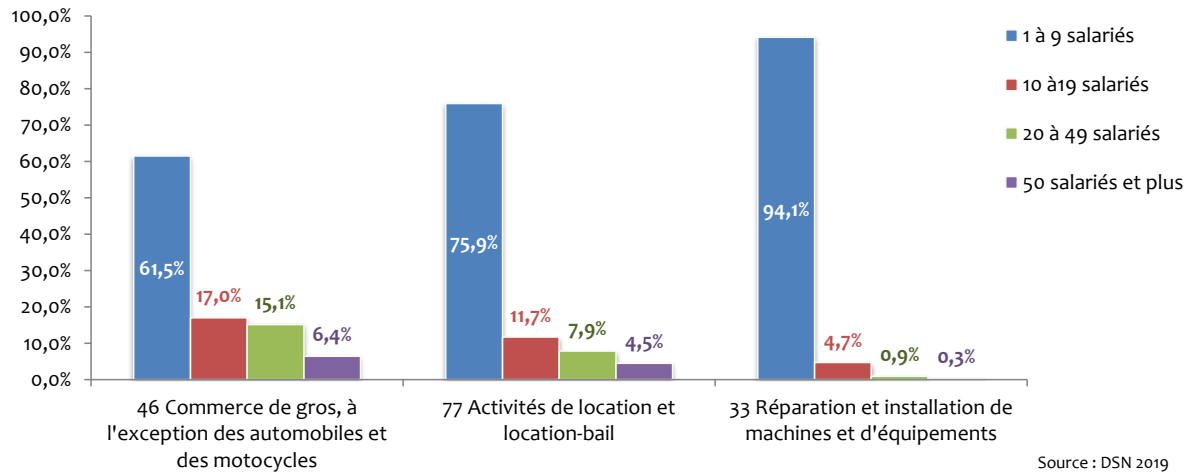 100,0%
90,0%
80,0%
70,0%
60,0%
50,0%
40,0%
30,0%
20,0%
10,0%
0,0%
61,5%
17,0%
15,1%
6,4%
75,9%
11,7%
7,9%
4,5%
94,1%
4,7%
0,9%
0,3%
46 Commerce de gros, à
l'exception des automobiles et
des motocycles
77 Activités de location et
location-bail
33 Réparation et installation de
machines et d'équipements
1 à 9 salariés
10 à19 salariés
20 à 49 salariés
50 salariés et plus
Source : DSN 2019